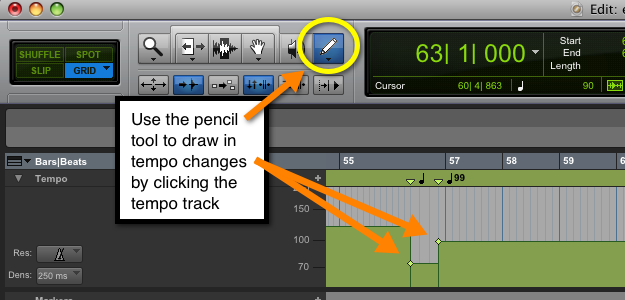 Edit: e
SHUFFLE SPOT
SLIP GRID
63| 1| 000
Start
End
Length
Cursor 60| 4| 863 90
Use the pencil
tool to draw in
tempo changes
by clicking the
tempo track
Bars|Beats 55 57 58 59 6
Tempo 99
150
100
70
Res:
Dens: 250 ms